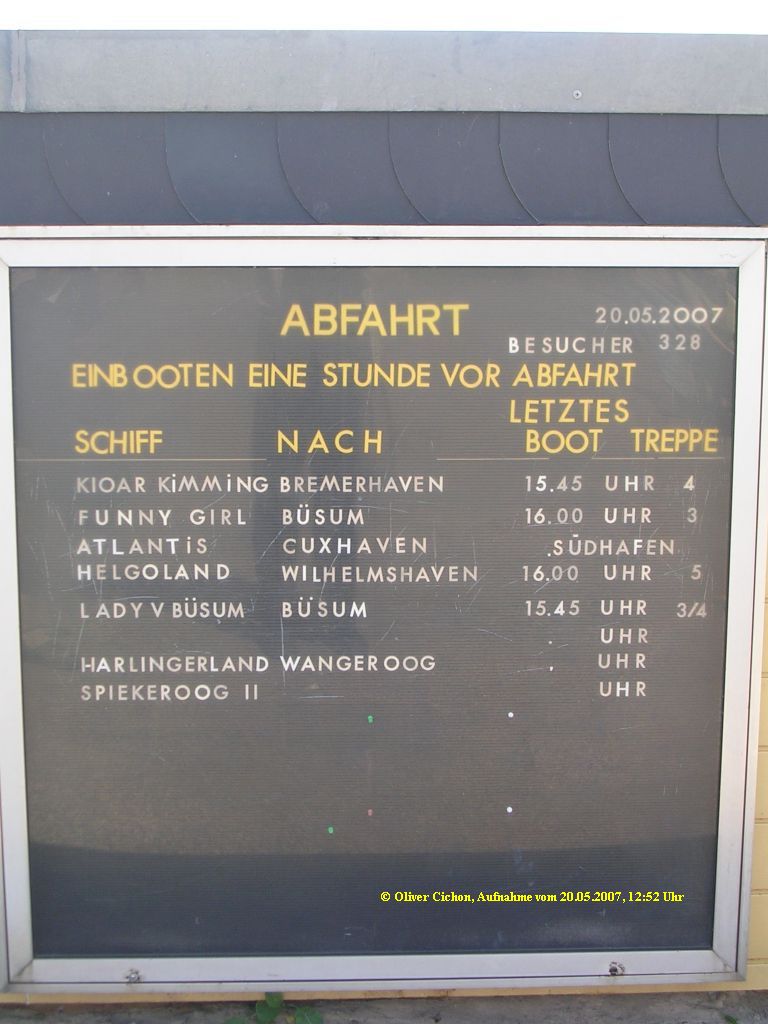 ABFAHRT 20.05.2007
BESUCHER 328
EINBOOTEN EINE STUNDE VOR ABFAHRT
LETZTES
SCHIFF NACH BOOT TREPPE
KIOAR KiMMiNG BREMERHAVEN 15.45 UHR 4
FUNNY GIRL BÜSUM 16.00 UHR 3
ATLANTiS CUXHAVEN .SÜDHAFEN
HELGOLAND WILHELMSHAVEN 16.00 UHR 5
LADY V BÜSUM BÜSUM 15.45 UHR 3/4
. UHR
HARLINGERLAND WANGEROOG . UHR
SPIEKEROOG II UHR
© Oliver Cichon, Aufnahme vom 20.05.2007, 12:52 Uhr